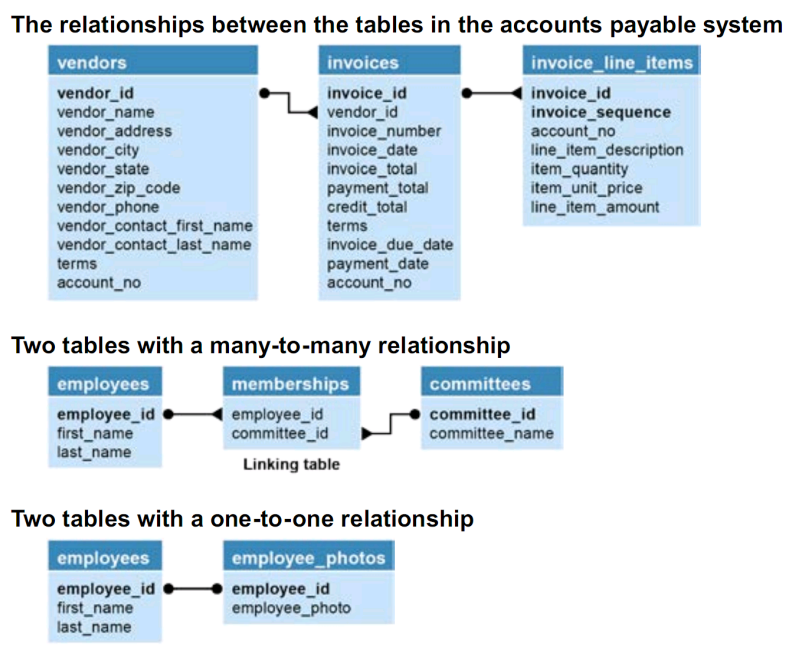 The relationships between the tables in the accounts payable system
vendors
vendor_id
vendor_name
vendor_address
vendor_city
vendor_state
vendor_zip_code
vendor_phone
vendor_contact_first_name
vendor_contact_last_name
terms
account_no
invoices
invoice_id
vendor_id
invoice_number
invoice_date
invoice_total
payment_total
credit_total
terms
invoice_due_date
payment_date
account_no
invoice_line_items
invoice_id
invoice_sequence
account_no
line_item_description
item_quantity
item_unit_price
line_item_amount
Two tables with a many-to-many relationship
employees
employee_id
first_name
last_name
memberships
employee_id
committee_id
Linking table
committees
committee_id
committee_name
Two tables with a one-to-one relationship
employees
employee_id
first_name
last_name
employee_photos
employee_id
employee_photo